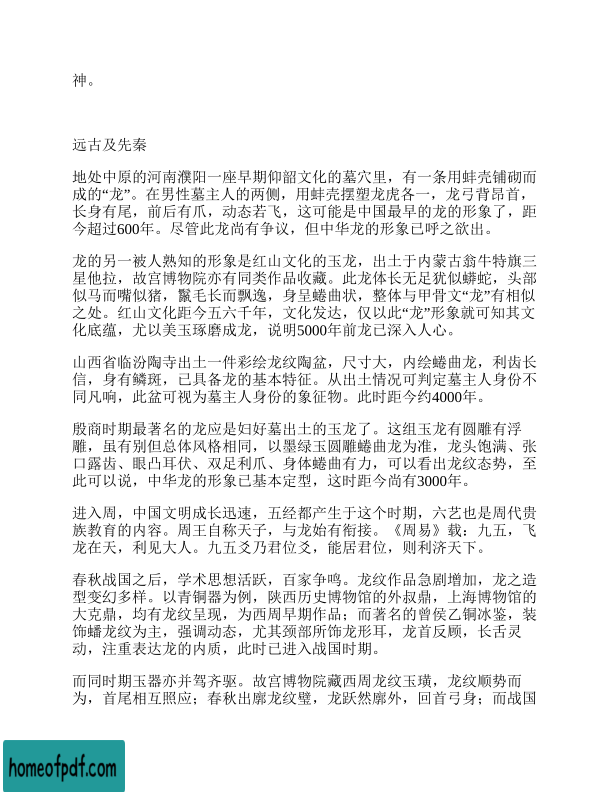 神。
远古及先秦
地处中原的河南濮阳一座早期仰韶文化的墓穴里，有一条用蚌壳铺砌而
成的“龙”。在男性墓主人的两侧，用蚌壳摆塑龙虎各一，龙弓背昂首，
长身有尾，前后有爪，动态若飞，这可能是中国最早的龙的形象了，距
今超过600年。尽管此龙尚有争议，但中华龙的形象已呼之欲出。
龙的另一被人熟知的形象是红山文化的玉龙，出土于内蒙古翁牛特旗三
星他拉，故宫博物院亦有同类作品收藏。此龙体长无足犹似蟒蛇，头部
似马而嘴似猪，鬣毛长而飘逸，身呈蜷曲状，整体与甲骨文“龙”有相似
之处。红山文化距今五六千年，文化发达，仅以此“龙”形象就可知其文
化底蕴，尤以美玉琢磨成龙，说明5000年前龙已深入人心。
山西省临汾陶寺出土一件彩绘龙纹陶盆，尺寸大，内绘蜷曲龙，利齿长
信，身有鳞斑，已具备龙的基本特征。从出土情况可判定墓主人身份不
同凡响，此盆可视为墓主人身份的象征物。此时距今约4000年。
殷商时期最著名的龙应是妇好墓出土的玉龙了。这组玉龙有圆雕有浮
雕，虽有别但总体风格相同，以墨绿玉圆雕蜷曲龙为准，龙头饱满、张
口露齿、眼凸耳伏、双足利爪、身体蜷曲有力，可以看出龙纹态势，至
此可以说，中华龙的形象已基本定型，这时距今尚有3000年。
进入周，中国文明成长迅速，五经都产生于这个时期，六艺也是周代贵
族教育的内容。周王自称天子，与龙始有衔接。《周易》载：九五，飞
龙在天，利见大人。九五爻乃君位爻，能居君位，则利济天下。
春秋战国之后，学术思想活跃，百家争鸣。龙纹作品急剧增加，龙之造
型变幻多样。以青铜器为例，陕西历史博物馆的外叔鼎，上海博物馆的
大克鼎，均有龙纹呈现，为西周早期作品；而著名的曾侯乙铜冰鉴，装
饰蟠龙纹为主，强调动态，尤其颈部所饰龙形耳，龙首反顾，长舌灵
动，注重表达龙的内质，此时已进入战国时期。
而同时期玉器亦并驾齐驱。故宫博物院藏西周龙纹玉璜，龙纹顺势而
为，首尾相互照应；春秋出廓龙纹璧，龙跃然廓外，回首弓身；而战国
homeofpdf.com